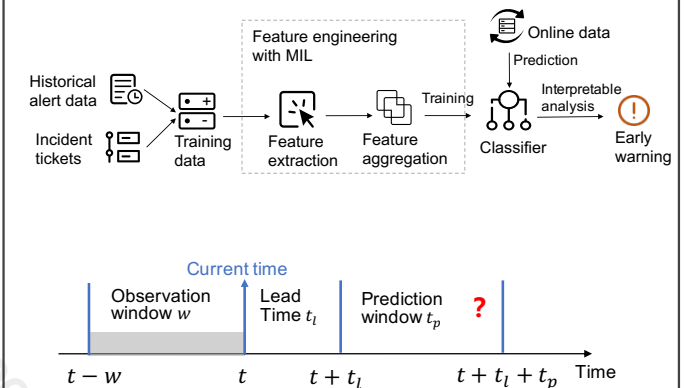 Feature engineering
with MIL
Online data
Prediction
Historical
alert data
Incident
tickets
+
-
Training
data
Feature
extraction
Feature
aggregation
Training
Classifier
Interpretable
analysis
Early
warning
Current time
Observation
window w
Lead
Time t_l
Prediction
window t_p
?
t − w
t
t + t_l
t + t_l + t_p
Time